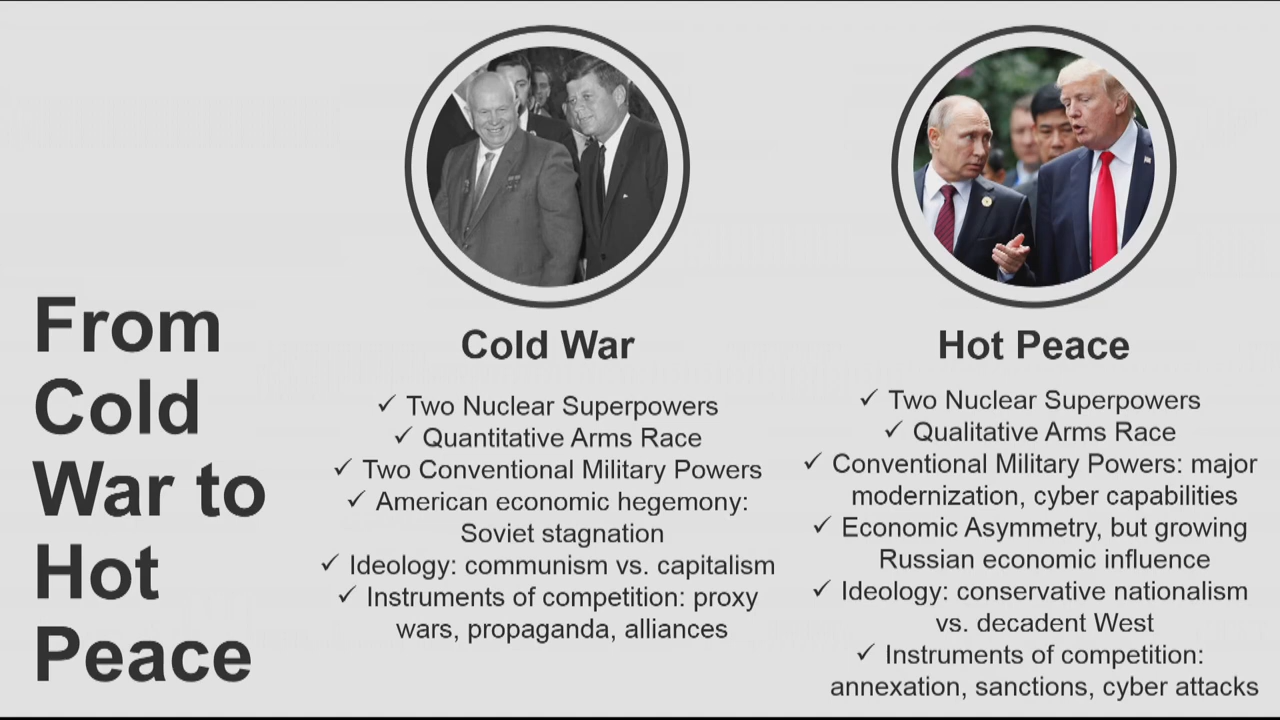 From
Cold
War to
Hot
Peace
Cold War
✓ Two Nuclear Superpowers
✓ Quantitative Arms Race
✓ Two Conventional Military Powers
✓ American economic hegemony:
Soviet stagnation
✓ Ideology: communism vs. capitalism
✓ Instruments of competition: proxy
wars, propaganda, alliances
Hot Peace
✓ Two Nuclear Superpowers
✓ Qualitative Arms Race
✓ Conventional Military Powers: major
modernization, cyber capabilities
✓ Economic Asymmetry, but growing
Russian economic influence
✓ Ideology: conservative nationalism
vs. decadent West
✓ Instruments of competition:
annexation, sanctions, cyber attacks